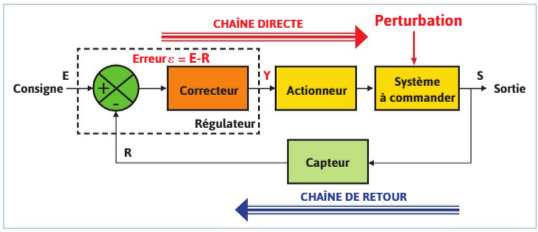 CHAÎNE DIRECTE
Perturbation
Erreur ε = E-R
Consigne
E
+
-
Correcteur
Y
Actionneur
Système
à commander
S
Sortie
Régulateur
R
Capteur
CHAÎNE DE RETOUR